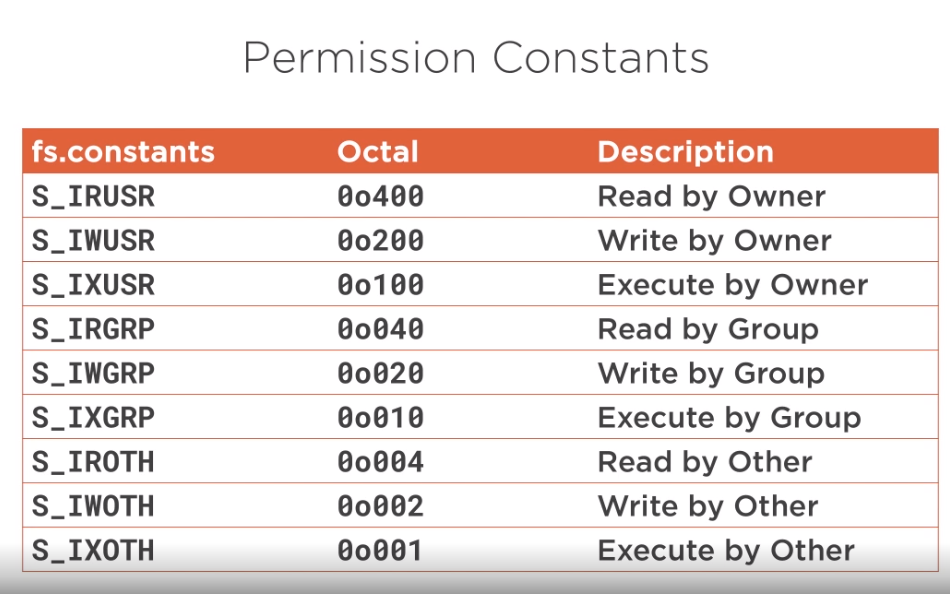 Permission Constants
fs.constants Octal Description
S_IRUSR 0o400 Read by Owner
S_IWUSR 0o200 Write by Owner
S_IXUSR 0o100 Execute by Owner
S_IRGRP 0o040 Read by Group
S_IWGRP 0o020 Write by Group
S_IXGRP 0o010 Execute by Group
S_IROTH 0o004 Read by Other
S_IWOTH 0o002 Write by Other
S_IXOTH 0o001 Execute by Other